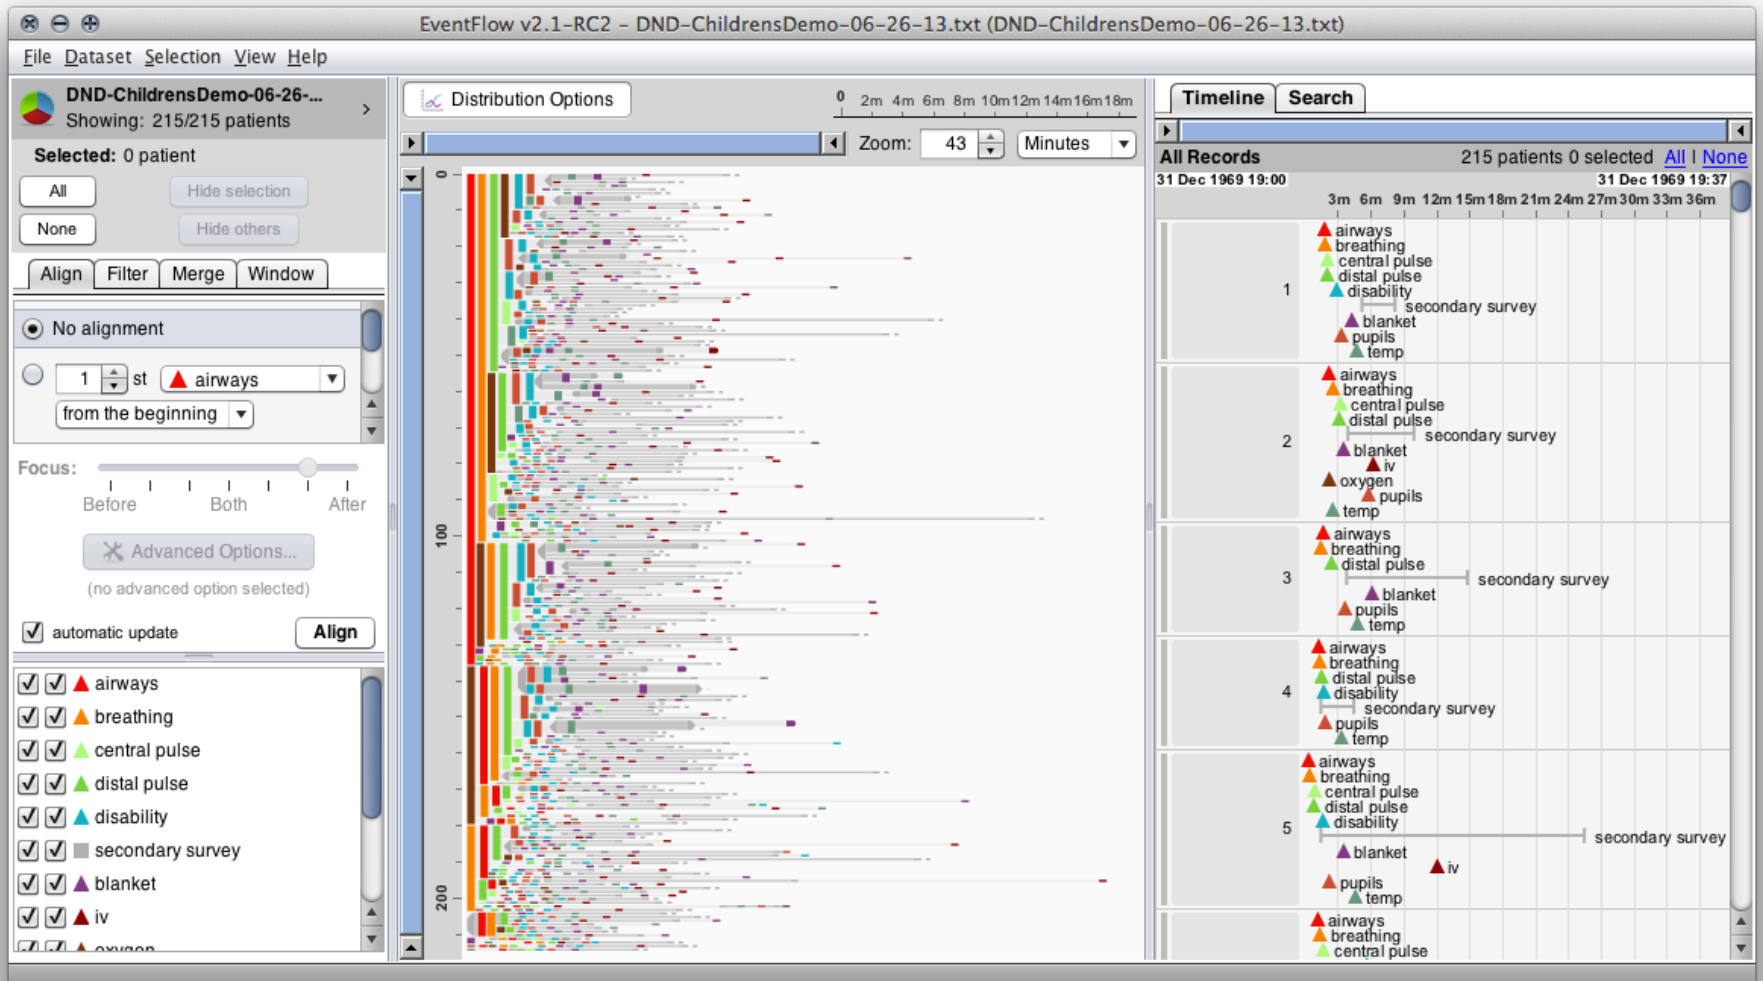 EventFlow v2.1-RC2 – DND-ChildrensDemo-06-26-13.txt (DND-ChildrensDemo-06-26-13.txt)
File Dataset Selection View Help
DND-ChildrensDemo-06-26-...
Showing: 215/215 patients
Selected: 0 patient
All Hide selection
None Hide others
Align Filter Merge Window
No alignment
1 st airways
from the beginning
Focus:
Before Both After
Advanced Options...
(no advanced option selected)
automatic update Align
airways
breathing
central pulse
distal pulse
disability
secondary survey
blanket
iv
oxygen
Distribution Options
0 2m 4m 6m 8m 10m 12m 14m 16m 18m
Zoom: 43 Minutes
0
100
200
Timeline Search
All Records 215 patients 0 selected All | None
31 Dec 1969 19:00 31 Dec 1969 19:37
3m 6m 9m 12m 15m 18m 21m 24m 27m 30m 33m 36m
1
airways
breathing
central pulse
distal pulse
disability
secondary survey
blanket
pupils
temp
2
airways
breathing
central pulse
distal pulse
secondary survey
blanket
iv
oxygen
pupils
temp
3
airways
breathing
distal pulse
secondary survey
blanket
pupils
temp
4
airways
breathing
distal pulse
disability
secondary survey
pupils
temp
5
airways
breathing
central pulse
distal pulse
disability
secondary survey
blanket
iv
pupils
temp
airways
breathing
central pulse